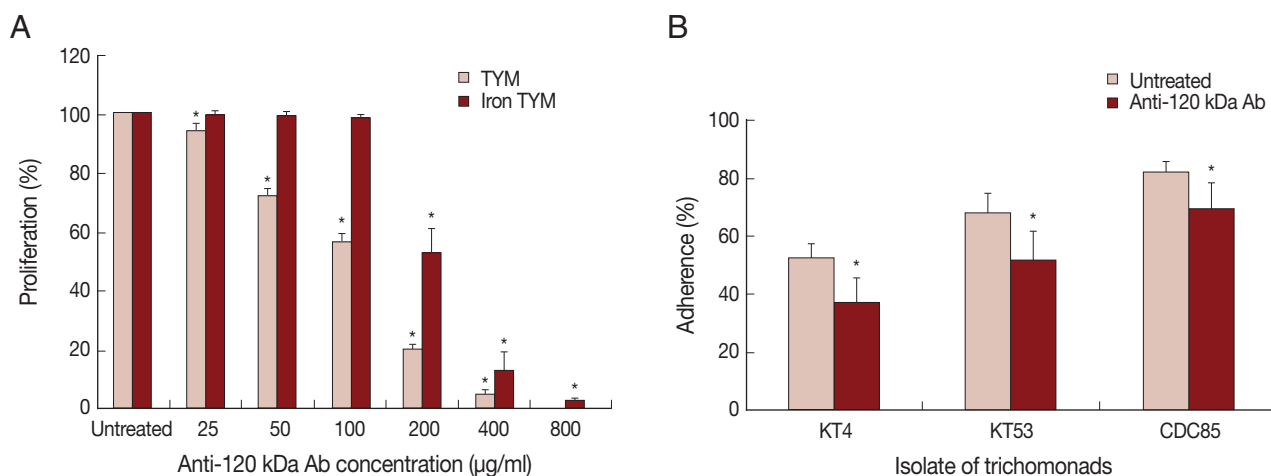 A
120
100
80
60
40
20
0
Proliferation (%)
TYM
Iron TYM
*
*
*
*
*
*
*
*
Untreated 25 50 100 200 400 800
Anti-120 kDa Ab concentration (µg/ml)
B
Untreated
Anti-120 kDa Ab
100
80
60
40
20
0
Adherence (%)
*
*
*
KT4 KT53 CDC85
Isolate of trichomonads